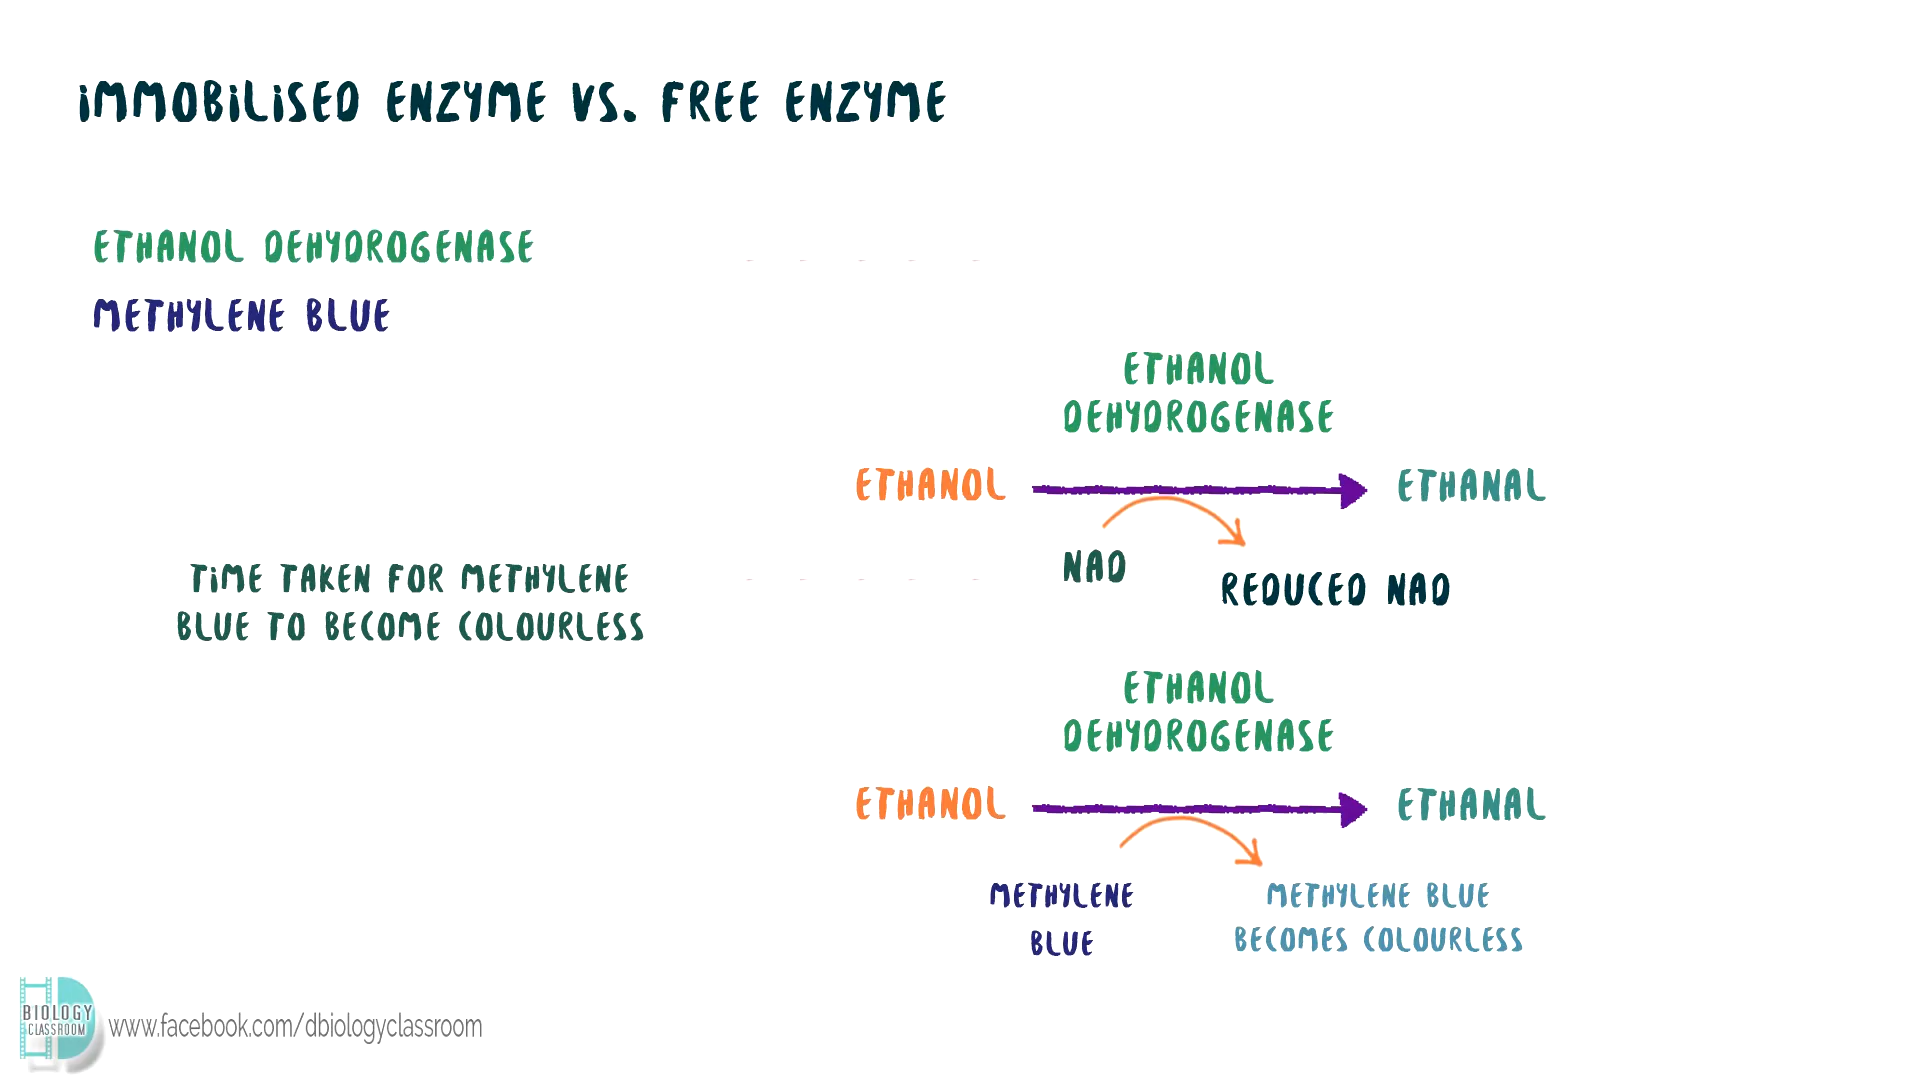 iMMOBiLiSED ENZYME VS. FREE ENZYME
ETHANOL DEHYDROGENASE
METHYLENE BLUE
TiME TAKEN FOR METHYLENE
BLUE TO BECOME COLOURLESS
ETHANOL
DEHYDROGENASE
ETHANOL
ETHANAL
NAD
REDUCED NAD
ETHANOL
DEHYDROGENASE
ETHANOL
ETHANAL
METHYLENE
BLUE
METHYLENE BLUE
BECOMES COLOURLESS
BIOLOGY
CLASSROOM
www.facebook.com/dbiologyclassroom